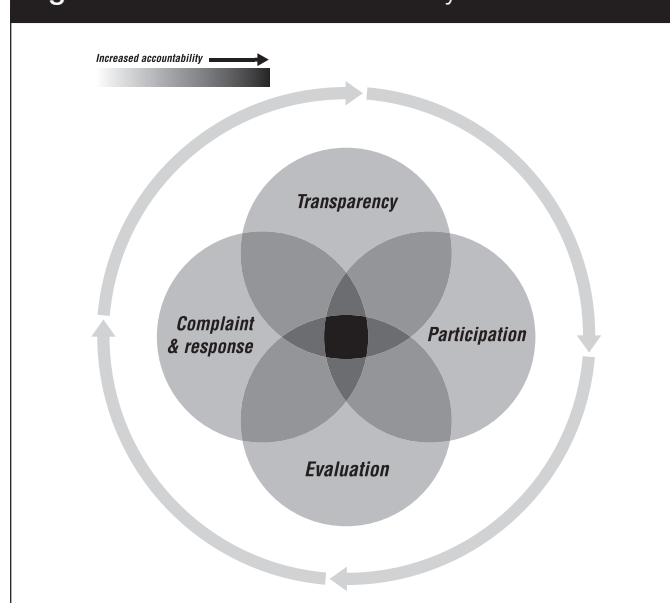 Increased accountability
Transparency
Complaint
& response
Participation
Evaluation